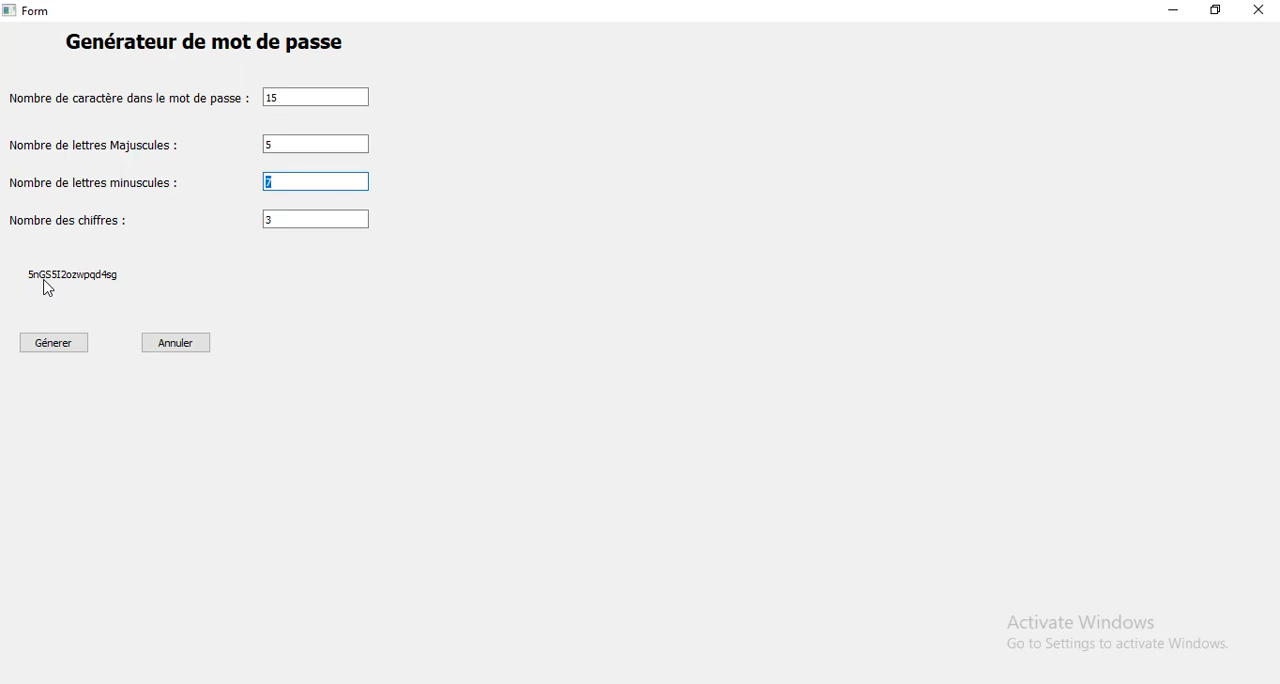 Form
Genérateur de mot de passe
Nombre de caractère dans le mot de passe : 15
Nombre de lettres Majuscules : 5
Nombre de lettres minuscules : 7
Nombre des chiffres : 3
5nGS5I2ozwpqd4sg
Génerer Annuler
Activate Windows
Go to Settings to activate Windows.